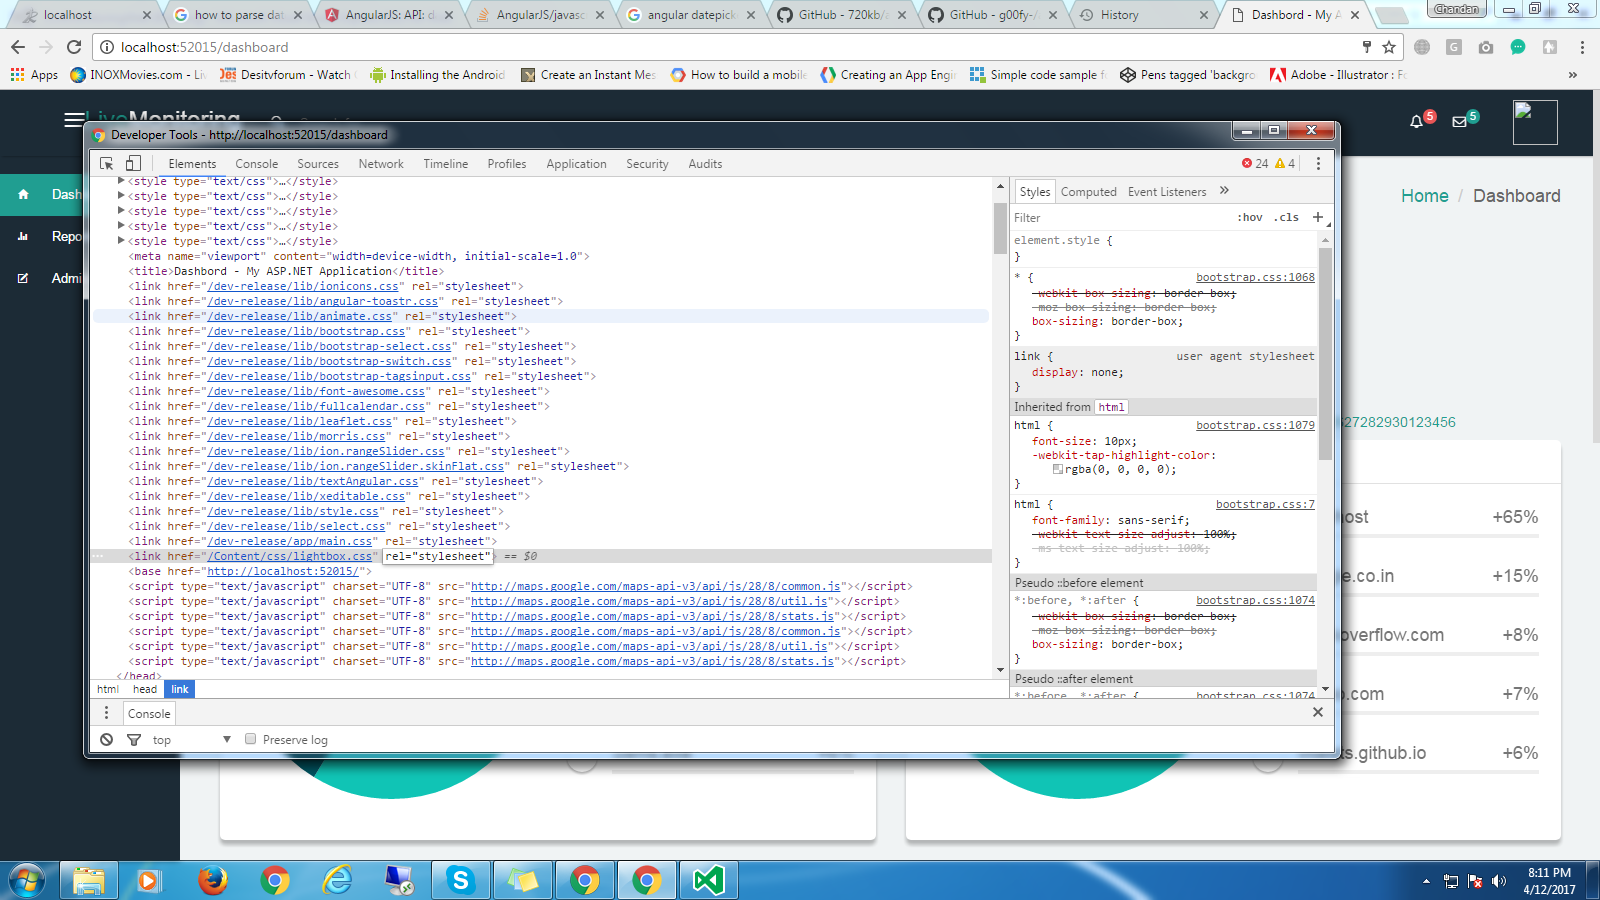 localhost
how to parse dat
AngularJS: API: d
AngularJS/javasc
angular datepick
GitHub - 720kb/a
GitHub - g00fy-/
History
Dashbord - My A
Chandan
localhost:52015/dashboard
Apps
INOXMovies.com - Liv
Desitvforum - Watch
Installing the Android
Create an Instant Mes
How to build a mobile
Creating an App Engi
Simple code sample f
Pens tagged 'backgro
Adobe - Illustrator : F
LiveMonitoring
5
5
Developer Tools - http://localhost:52015/dashboard
Elements Console Sources Network Timeline Profiles Application Security Audits
24 4
Dash
Repo
Admi
Home / Dashboard
<style type="text/css">…</style>
<style type="text/css">…</style>
<style type="text/css">…</style>
<style type="text/css">…</style>
<style type="text/css">…</style>
<meta name="viewport" content="width=device-width, initial-scale=1.0">
<title>Dashbord - My ASP.NET Application</title>
<link href="/dev-release/lib/ionicons.css" rel="stylesheet">
<link href="/dev-release/lib/angular-toastr.css" rel="stylesheet">
<link href="/dev-release/lib/animate.css" rel="stylesheet">
<link href="/dev-release/lib/bootstrap.css" rel="stylesheet">
<link href="/dev-release/lib/bootstrap-select.css" rel="stylesheet">
<link href="/dev-release/lib/bootstrap-switch.css" rel="stylesheet">
<link href="/dev-release/lib/bootstrap-tagsinput.css" rel="stylesheet">
<link href="/dev-release/lib/font-awesome.css" rel="stylesheet">
<link href="/dev-release/lib/fullcalendar.css" rel="stylesheet">
<link href="/dev-release/lib/leaflet.css" rel="stylesheet">
<link href="/dev-release/lib/morris.css" rel="stylesheet">
<link href="/dev-release/lib/ion.rangeSlider.css" rel="stylesheet">
<link href="/dev-release/lib/ion.rangeSlider.skinFlat.css" rel="stylesheet">
<link href="/dev-release/lib/textAngular.css" rel="stylesheet">
<link href="/dev-release/lib/xeditable.css" rel="stylesheet">
<link href="/dev-release/lib/style.css" rel="stylesheet">
<link href="/dev-release/lib/select.css" rel="stylesheet">
<link href="/dev-release/app/main.css" rel="stylesheet">
<link href="/Content/css/lightbox.css" rel="stylesheet"> == $0
<base href="http://localhost:52015/">
<script type="text/javascript" charset="UTF-8" src="http://maps.google.com/maps-api-v3/api/js/28/8/common.js"></script>
<script type="text/javascript" charset="UTF-8" src="http://maps.google.com/maps-api-v3/api/js/28/8/util.js"></script>
<script type="text/javascript" charset="UTF-8" src="http://maps.google.com/maps-api-v3/api/js/28/8/stats.js"></script>
<script type="text/javascript" charset="UTF-8" src="http://maps.google.com/maps-api-v3/api/js/28/8/common.js"></script>
<script type="text/javascript" charset="UTF-8" src="http://maps.google.com/maps-api-v3/api/js/28/8/util.js"></script>
<script type="text/javascript" charset="UTF-8" src="http://maps.google.com/maps-api-v3/api/js/28/8/stats.js"></script>
</head>
html head link
Console
top
Preserve log
Styles Computed Event Listeners »
Filter :hov .cls +
element.style {
}
* { bootstrap.css:1068
-webkit-box-sizing: border-box;
-moz-box-sizing: border-box;
box-sizing: border-box;
}
link { user agent stylesheet
display: none;
}
Inherited from html
html { bootstrap.css:1079
font-size: 10px;
-webkit-tap-highlight-color:
rgba(0, 0, 0, 0);
}
html { bootstrap.css:7
font-family: sans-serif;
-webkit-text-size-adjust: 100%;
-ms-text-size-adjust: 100%;
}
Pseudo ::before element
*:before, *:after { bootstrap.css:1074
-webkit-box-sizing: border-box;
-moz-box-sizing: border-box;
box-sizing: border-box;
}
Pseudo ::after element
*:before, *:after { bootstrap.css:1074
27282930123456
ost +65%
e.co.in +15%
overflow.com +8%
o.com +7%
ts.github.io +6%
8:11 PM
4/12/2017